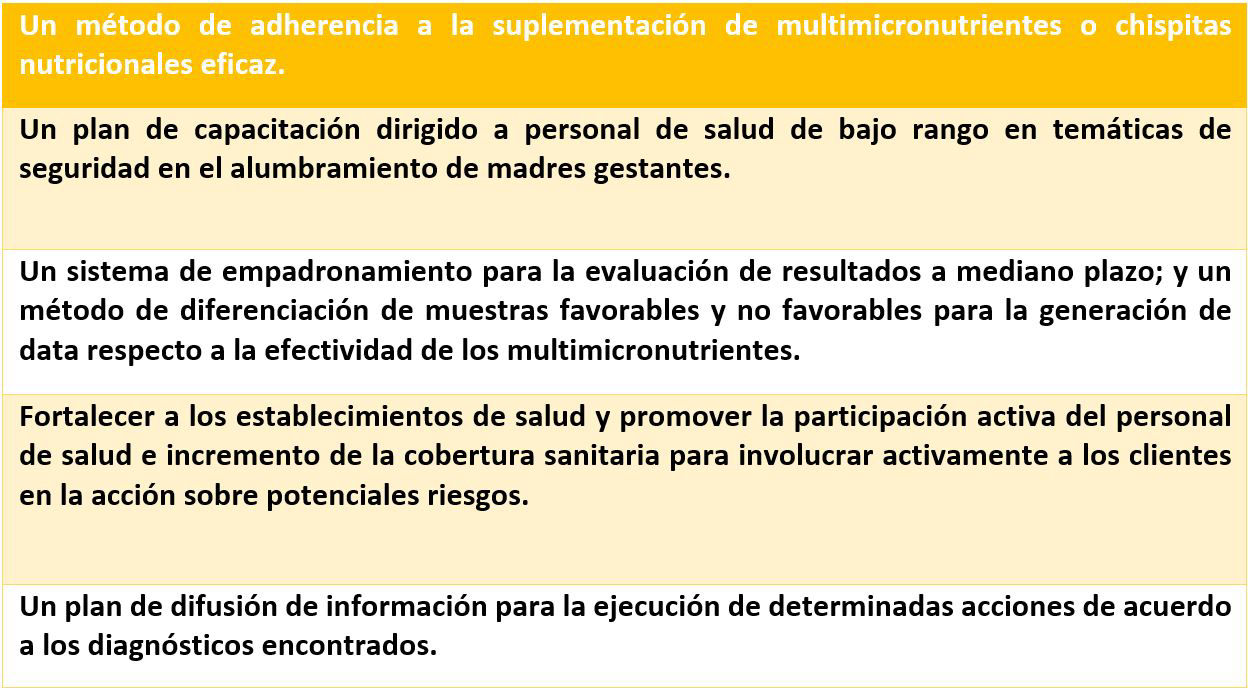 Un método de adherencia a la suplementación de multimicronutrientes o chispitas
nutricionales eficaz.
Un plan de capacitación dirigido a personal de salud de bajo rango en temáticas de
seguridad en el alumbramiento de madres gestantes.
Un sistema de empadronamiento para la evaluación de resultados a mediano plazo; y un
método de diferenciación de muestras favorables y no favorables para la generación de
data respecto a la efectividad de los multimicronutrientes.
Fortalecer a los establecimientos de salud y promover la participación activa del personal
de salud e incremento de la cobertura sanitaria para involucrar activamente a los clientes
en la acción sobre potenciales riesgos.
Un plan de difusión de información para la ejecución de determinadas acciones de acuerdo
a los diagnósticos encontrados.